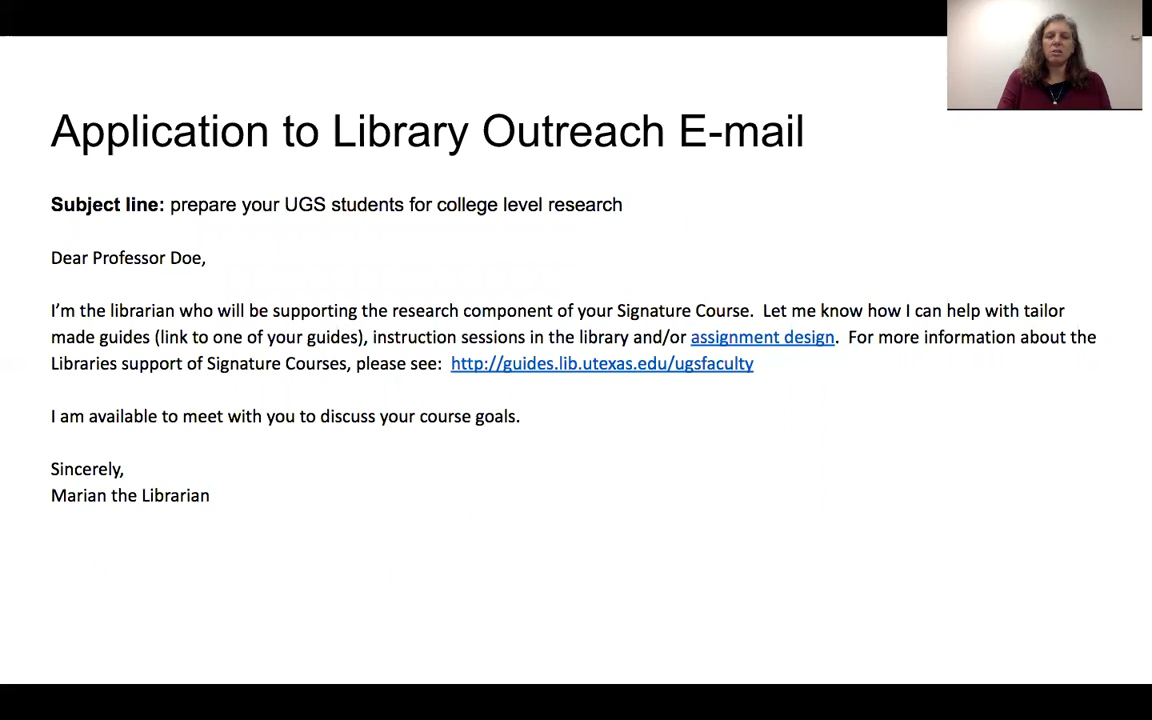 Application to Library Outreach E-mail
Subject line: prepare your UGS students for college level research
Dear Professor Doe,
I’m the librarian who will be supporting the research component of your Signature Course.  Let me know how I can help with tailor
made guides (link to one of your guides), instruction sessions in the library and/or assignment design.  For more information about the
Libraries support of Signature Courses, please see:  http://guides.lib.utexas.edu/ugsfaculty
I am available to meet with you to discuss your course goals.
Sincerely,
Marian the Librarian